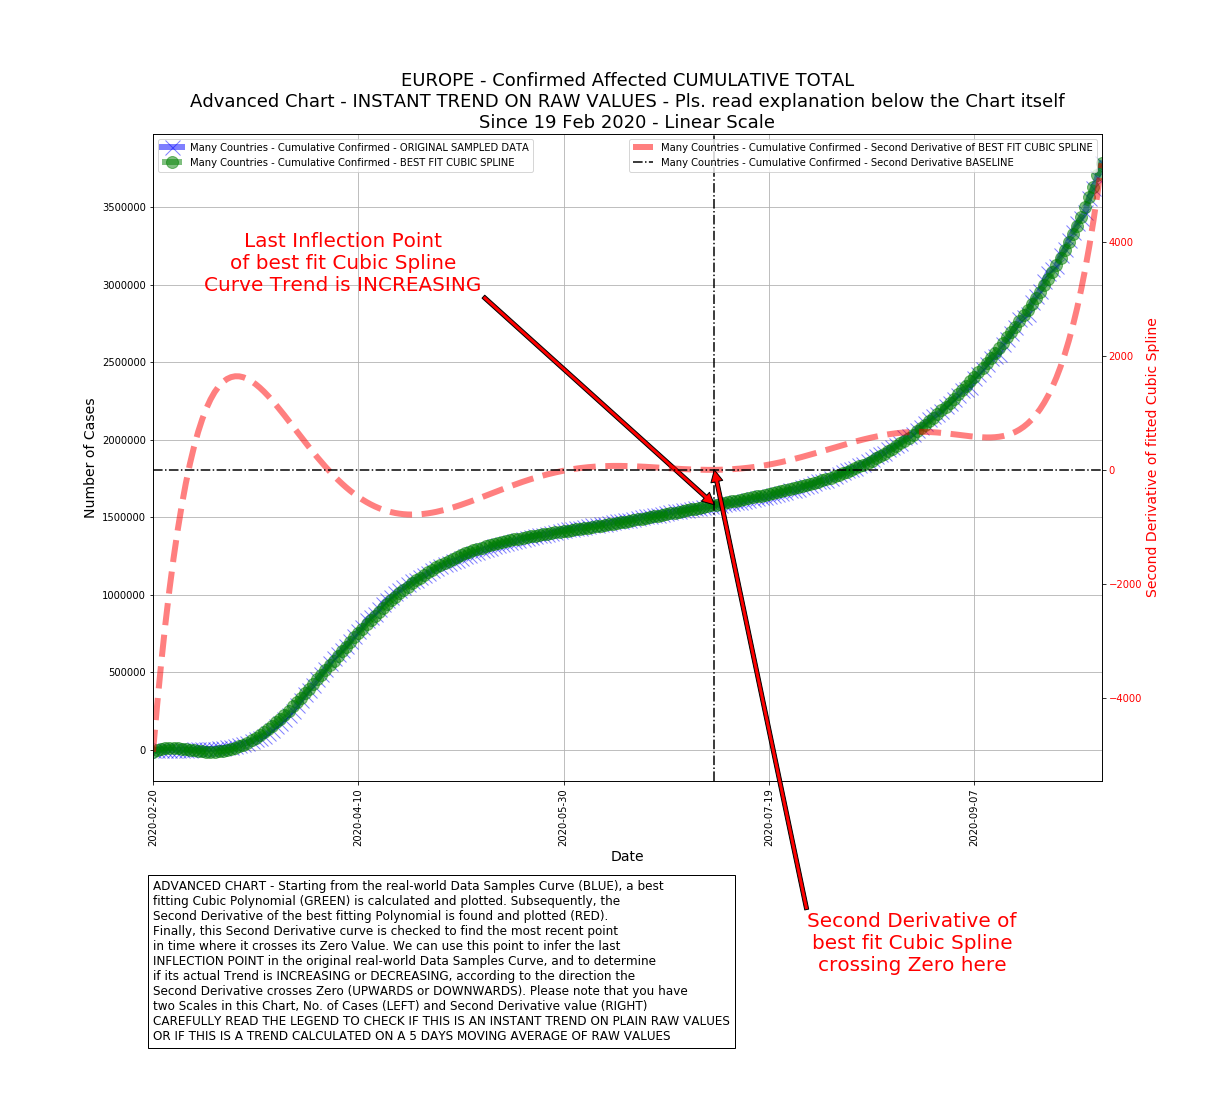 EUROPE - Confirmed Affected CUMULATIVE TOTAL
Advanced Chart - INSTANT TREND ON RAW VALUES - Pls. read explanation below the Chart itself
Since 19 Feb 2020 - Linear Scale
Many Countries - Cumulative Confirmed - ORIGINAL SAMPLED DATA
Many Countries - Cumulative Confirmed - BEST FIT CUBIC SPLINE
Many Countries - Cumulative Confirmed - Second Derivative of BEST FIT CUBIC SPLINE
Many Countries - Cumulative Confirmed - Second Derivative BASELINE
Last Inflection Point
of best fit Cubic Spline
Curve Trend is INCREASING
Number of Cases
3500000
3000000
2500000
2000000
1500000
1000000
500000
0
4000
2000
0
−2000
−4000
Second Derivative of fitted Cubic Spline
2020-02-20
2020-04-10
2020-05-30
2020-07-19
2020-09-07
Date
Second Derivative of
best fit Cubic Spline
crossing Zero here
ADVANCED CHART - Starting from the real-world Data Samples Curve (BLUE), a best
fitting Cubic Polynomial (GREEN) is calculated and plotted. Subsequently, the
Second Derivative of the best fitting Polynomial is found and plotted (RED).
Finally, this Second Derivative curve is checked to find the most recent point
in time where it crosses its Zero Value. We can use this point to infer the last
INFLECTION POINT in the original real-world Data Samples Curve, and to determine
if its actual Trend is INCREASING or DECREASING, according to the direction the
Second Derivative crosses Zero (UPWARDS or DOWNWARDS). Please note that you have
two Scales in this Chart, No. of Cases (LEFT) and Second Derivative value (RIGHT)
CAREFULLY READ THE LEGEND TO CHECK IF THIS IS AN INSTANT TREND ON PLAIN RAW VALUES
OR IF THIS IS A TREND CALCULATED ON A 5 DAYS MOVING AVERAGE OF RAW VALUES